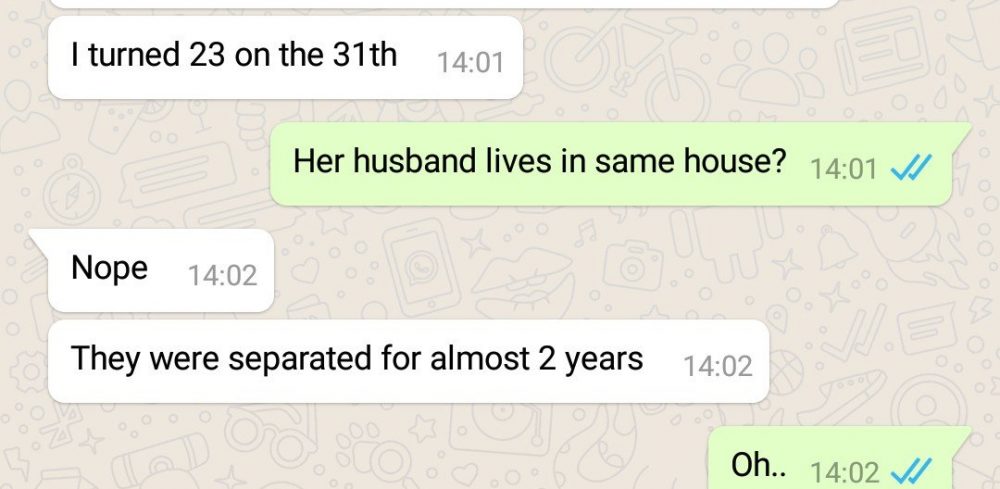 I turned 23 on the 31th 14:01
Her husband lives in same house? 14:01
Nope 14:02
They were separated for almost 2 years 14:02
Oh.. 14:02